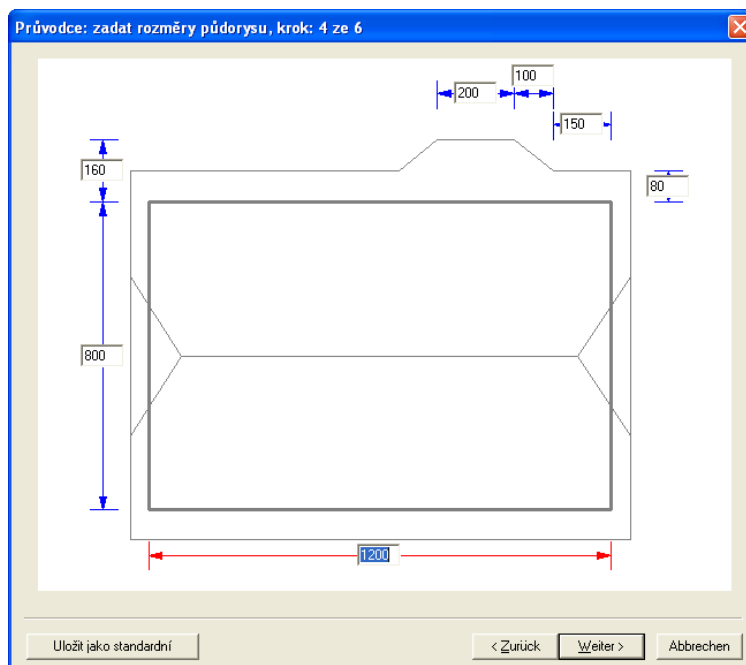 Průvodce: zadat rozměry půdorysu, krok: 4 ze 6
100
200
150
160
80
800
1200
Uložit jako standardní
< Zurück
Weiter >
Abbrechen